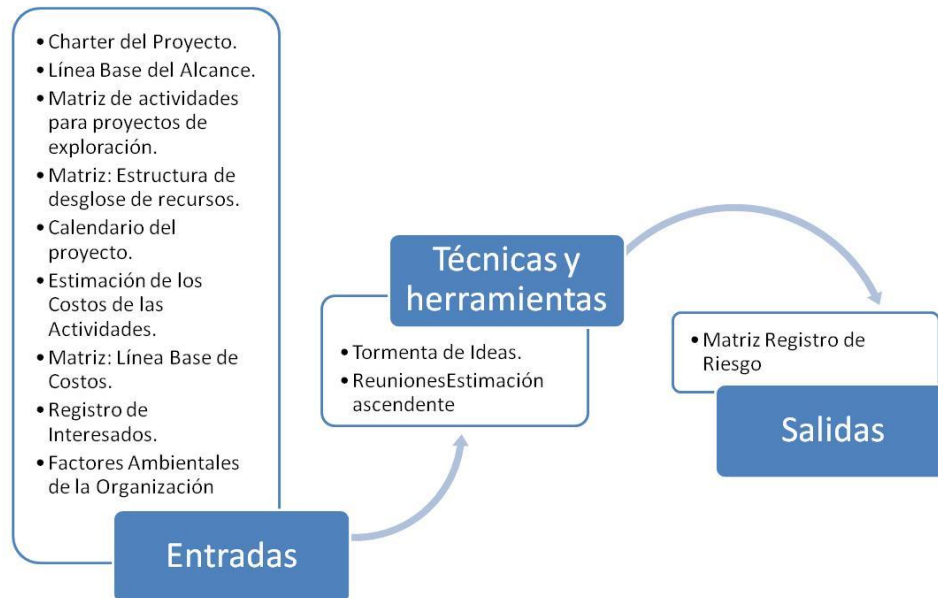 • Charter del Proyecto.
• Línea Base del Alcance.
• Matriz de actividades
para proyectos de
exploración.
• Matriz: Estructura de
desglose de recursos.
• Calendario del
proyecto.
• Estimación de los
Costos de las
Actividades.
• Matriz: Línea Base de
Costos.
• Registro de
Interesados.
• Factores Ambientales
de la Organización
Entradas
Técnicas y
herramientas
• Tormenta de Ideas.
• ReunionesEstimación
ascendente
• Matriz Registro de
Riesgo
Salidas